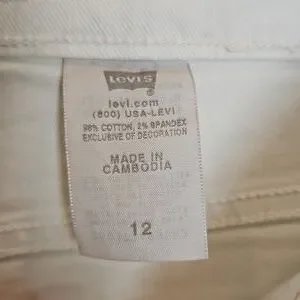 Levi's
®
levi.com
(800) USA-LEVI
98% COTTON, 2% SPANDEX
EXCLUSIVE OF DECORATION
MADE IN
CAMBODIA
12